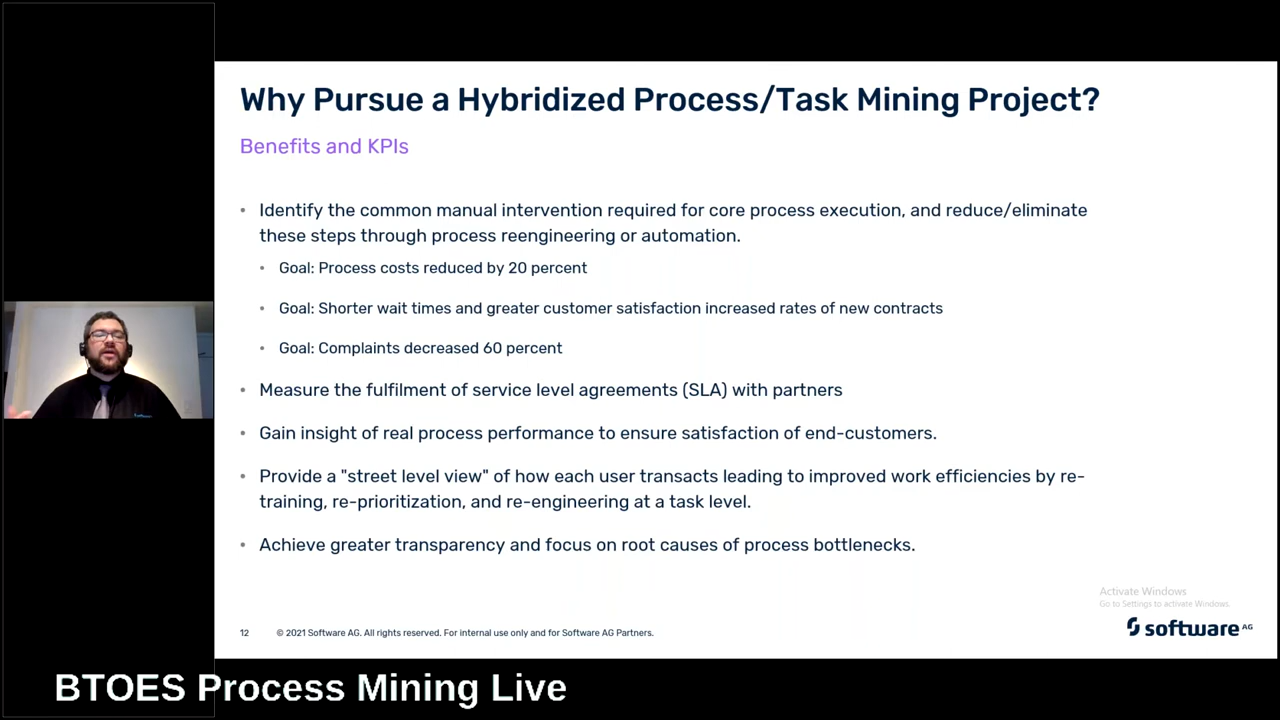 Why Pursue a Hybridized Process/Task Mining Project?
Benefits and KPIs
• Identify the common manual intervention required for core process execution, and reduce/eliminate
these steps through process reengineering or automation.
• Goal: Process costs reduced by 20 percent
• Goal: Shorter wait times and greater customer satisfaction increased rates of new contracts
• Goal: Complaints decreased 60 percent
• Measure the fulfilment of service level agreements (SLA) with partners
• Gain insight of real process performance to ensure satisfaction of end-customers.
• Provide a "street level view" of how each user transacts leading to improved work efficiencies by re-
training, re-prioritization, and re-engineering at a task level.
• Achieve greater transparency and focus on root causes of process bottlenecks.
Activate Windows
Go to Settings to activate Windows.
12 © 2021 Software AG. All rights reserved. For internal use only and for Software AG Partners.
software AG
BTOES Process Mining Live